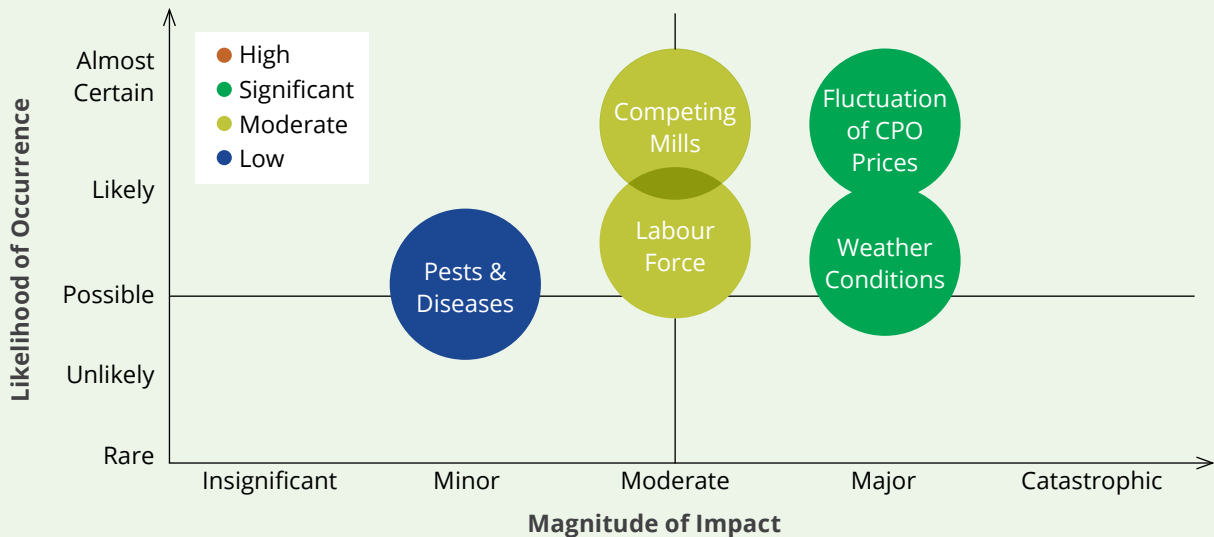 Likelihood of Occurrence
Almost
Certain
Likely
Possible
Unlikely
Rare
High
Significant
Moderate
Low
Competing
Mills
Fluctuation
of CPO
Prices
Labour
Force
Weather
Conditions
Pests &
Diseases
Insignificant
Minor
Moderate
Major
Catastrophic
Magnitude of Impact